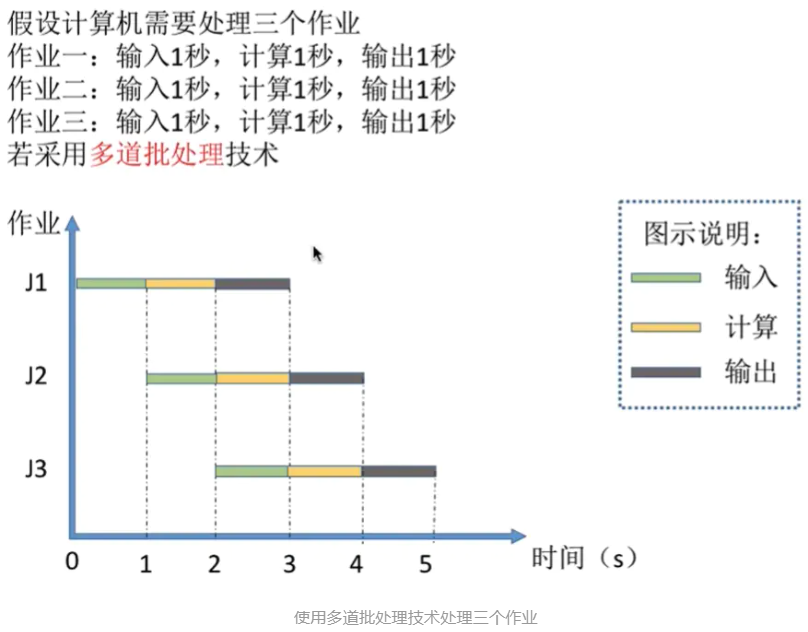 假设计算机需要处理三个作业
作业一：输入1秒，计算1秒，输出1秒
作业二：输入1秒，计算1秒，输出1秒
作业三：输入1秒，计算1秒，输出1秒
若采用多道批处理技术
作业
图示说明：
J1
输入
计算
J2
输出
J3
0 1 2 3 4 5 时间（s）
使用多道批处理技术处理三个作业